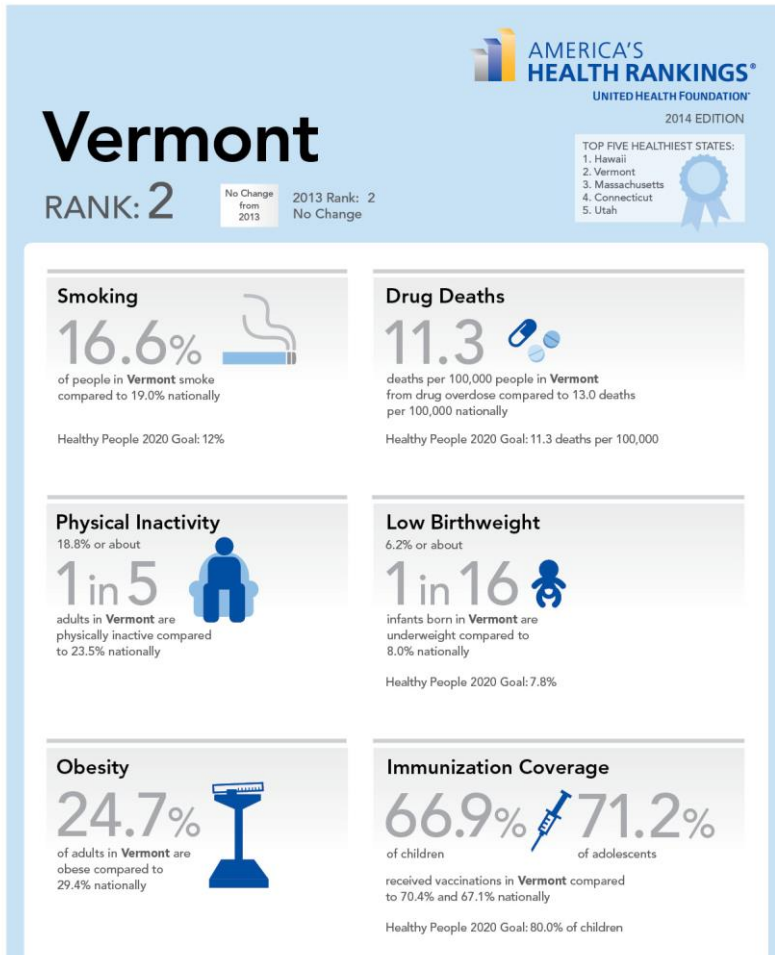 AMERICA'S
HEALTH RANKINGS®
UNITED HEALTH FOUNDATION®
2014 EDITION
Vermont
RANK: 2
No Change
from
2013
2013 Rank: 2
No Change
TOP FIVE HEALTHIEST STATES:
1. Hawaii
2. Vermont
3. Massachusetts
4. Connecticut
5. Utah
Smoking
16.6%
of people in Vermont smoke
compared to 19.0% nationally
Healthy People 2020 Goal: 12%
Drug Deaths
11.3
deaths per 100,000 people in Vermont
from drug overdose compared to 13.0 deaths
per 100,000 nationally
Healthy People 2020 Goal: 11.3 deaths per 100,000
Physical Inactivity
18.8% or about
1 in 5
adults in Vermont are
physically inactive compared
to 23.5% nationally
Low Birthweight
6.2% or about
1 in 16
infants born in Vermont are
underweight compared to
8.0% nationally
Healthy People 2020 Goal: 7.8%
Obesity
24.7%
of adults in Vermont are
obese compared to
29.4% nationally
Immunization Coverage
66.9% 71.2%
of children of adolescents
received vaccinations in Vermont compared
to 70.4% and 67.1% nationally
Healthy People 2020 Goal: 80.0% of children